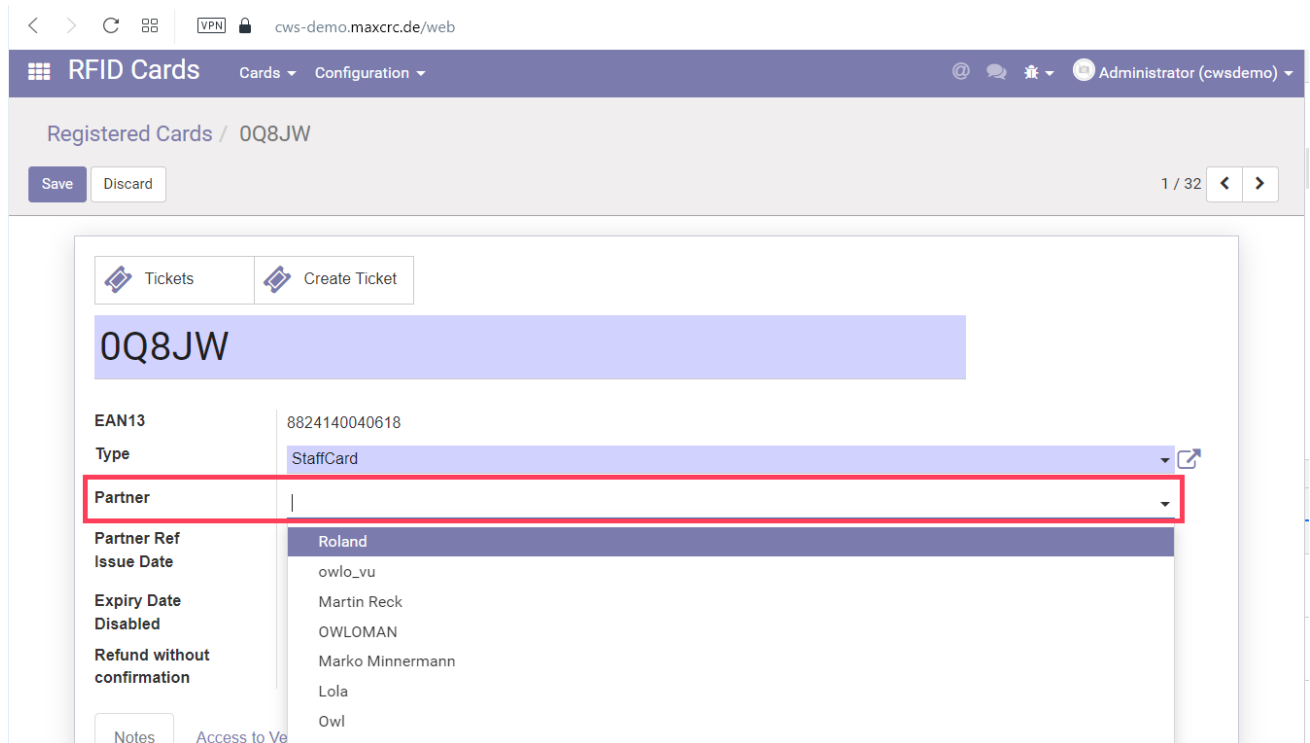 VPN cws-demo.maxcrc.de/web
RFID Cards Cards Configuration @ Administrator (cwsdemo)
Registered Cards / 0Q8JW
Save Discard 1 / 32
Tickets Create Ticket
0Q8JW
EAN13 8824140040618
Type StaffCard
Partner
Partner Ref
Roland
Issue Date
owlo_vu
Expiry Date
Martin Reck
Disabled
OWLOMAN
Refund without
confirmation
Marko Minnermann
Lola
Owl
Notes Access to Ve